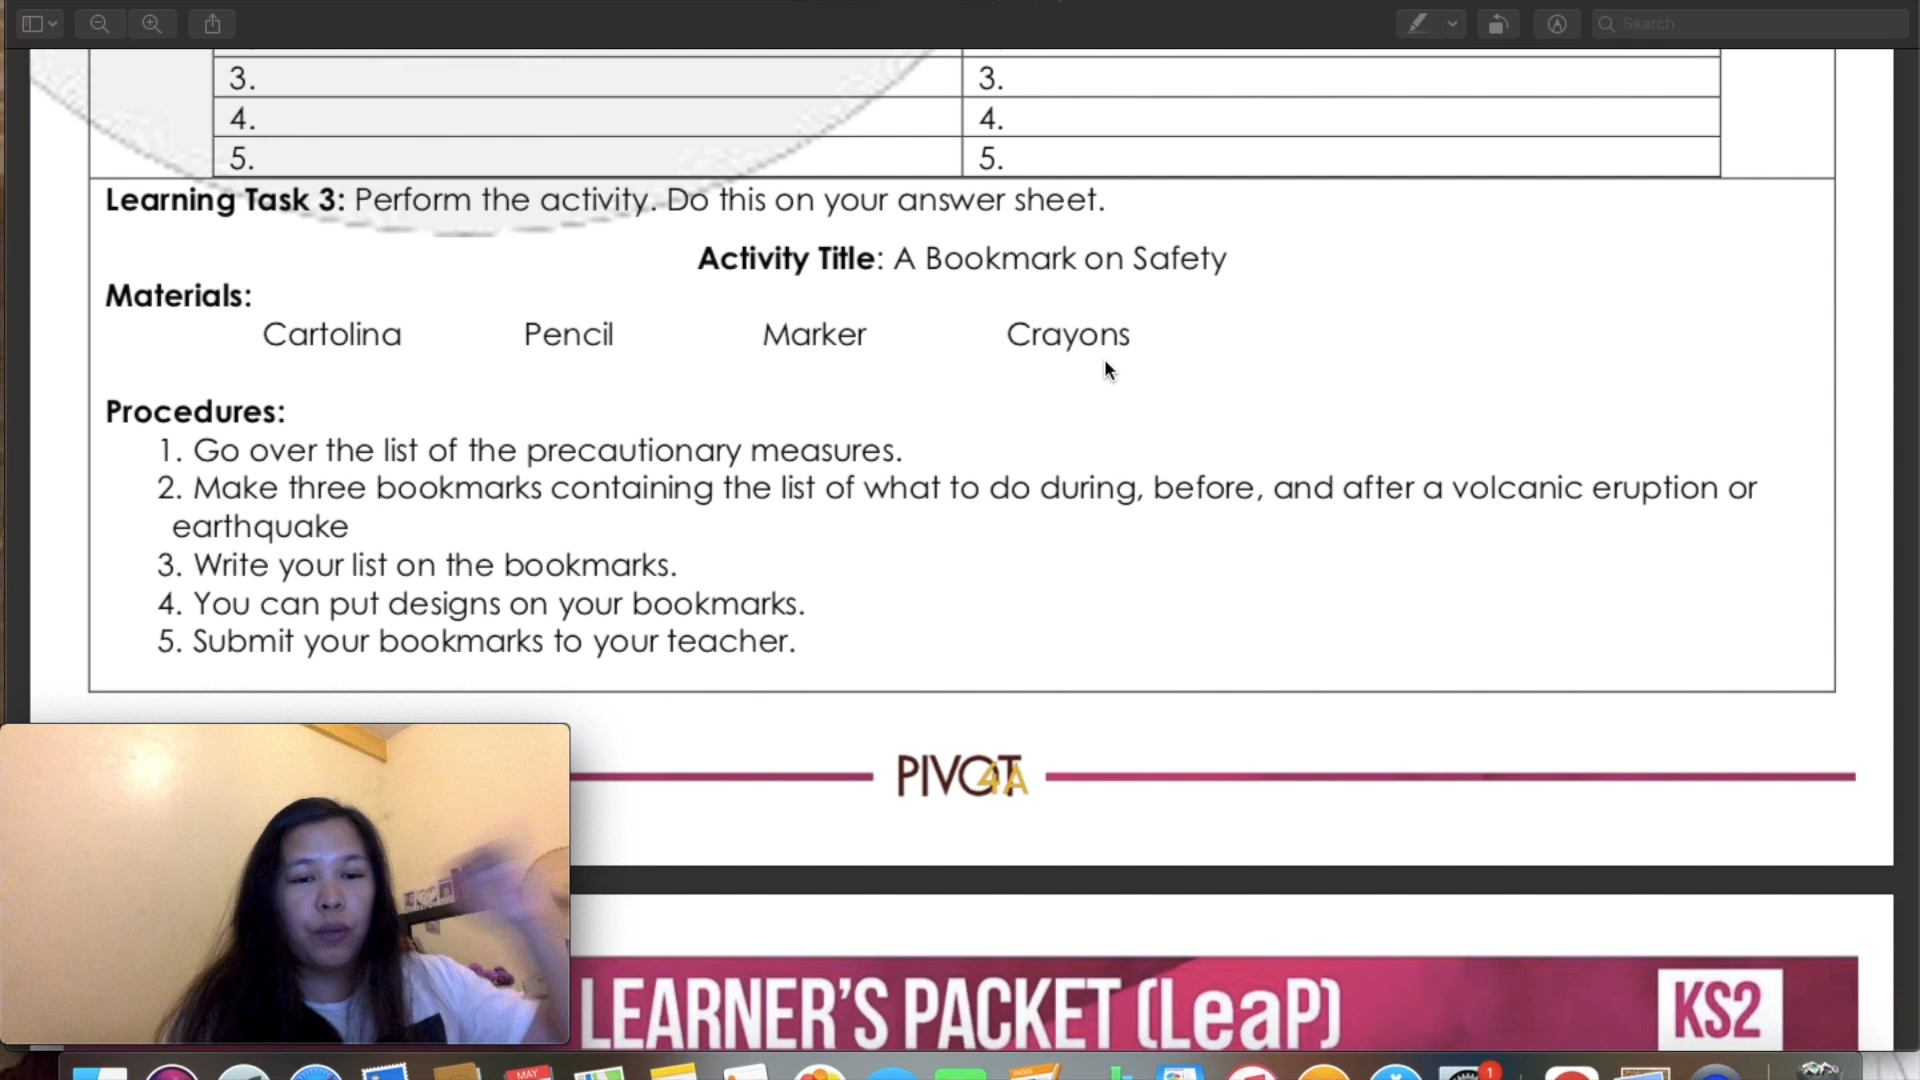 Search
3. 3.
4. 4.
5. 5.
Learning Task 3: Perform the activity. Do this on your answer sheet.
Activity Title: A Bookmark on Safety
Materials:
Cartolina Pencil Marker Crayons
Procedures:
1. Go over the list of the precautionary measures.
2. Make three bookmarks containing the list of what to do during, before, and after a volcanic eruption or
earthquake
3. Write your list on the bookmarks.
4. You can put designs on your bookmarks.
5. Submit your bookmarks to your teacher.
PIVOT 4A
LEARNER'S PACKET (LeaP)
KS2
MAY
PAGES
1